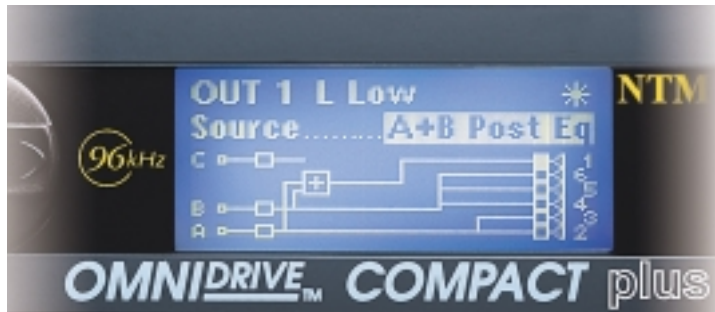 OUT 1 L Low
NTM
Source.........A+B Post Eq
96kHz
C
1
6
5
B
4
3
A
2
OMNIDRIVE™ COMPACT plus